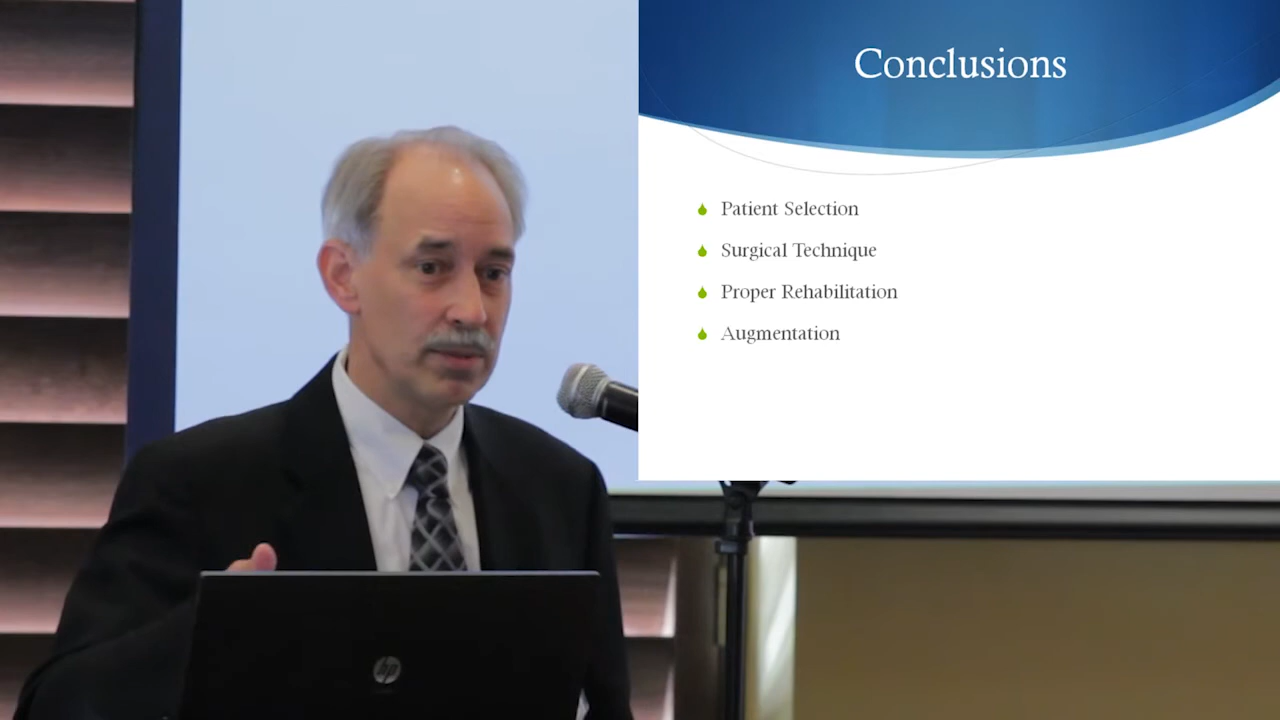 Conclusions
Patient Selection
Surgical Technique
Proper Rehabilitation
Augmentation
hp